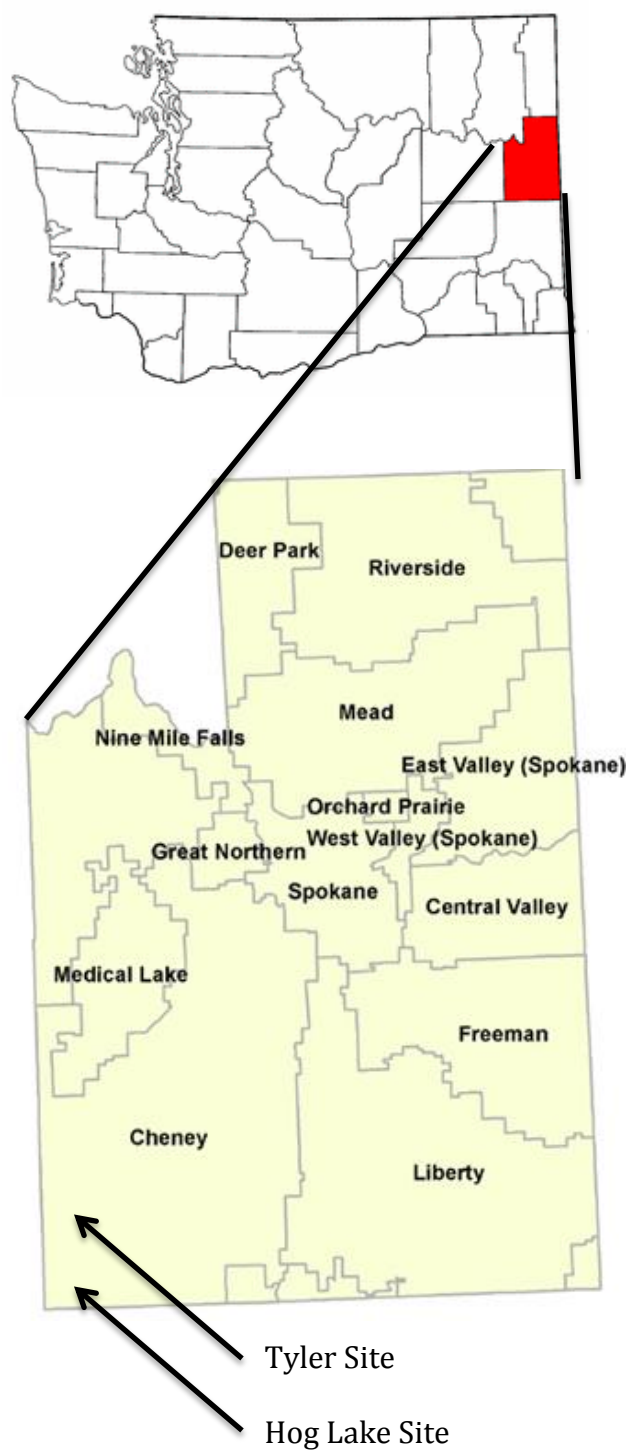 Deer Park
Riverside
Mead
Nine Mile Falls
East Valley (Spokane)
Orchard Prairie
West Valley (Spokane)
Great Northern
Spokane
Central Valley
Medical Lake
Freeman
Cheney
Liberty
Tyler Site
Hog Lake Site